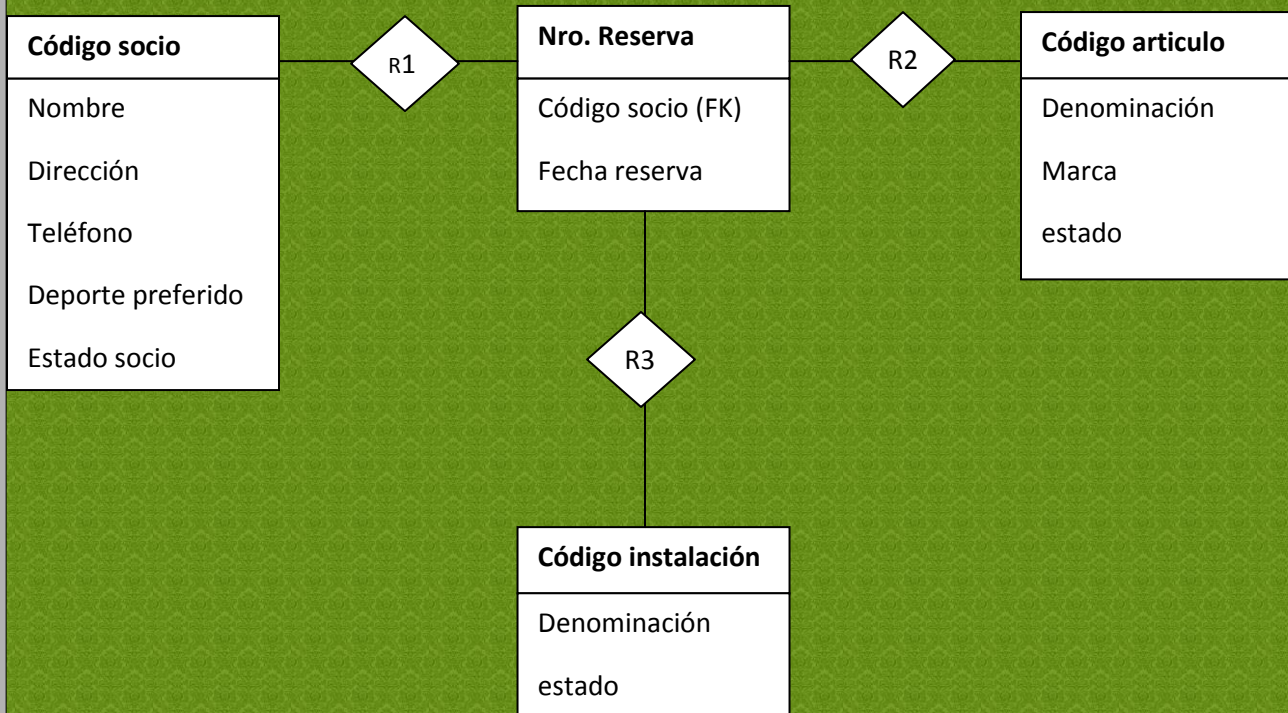 Código socio
Nombre
Dirección
Teléfono
Deporte preferido
Estado socio
R1
Nro. Reserva
Código socio (FK)
Fecha reserva
R2
Código articulo
Denominación
Marca
estado
R3
Código instalación
Denominación
estado